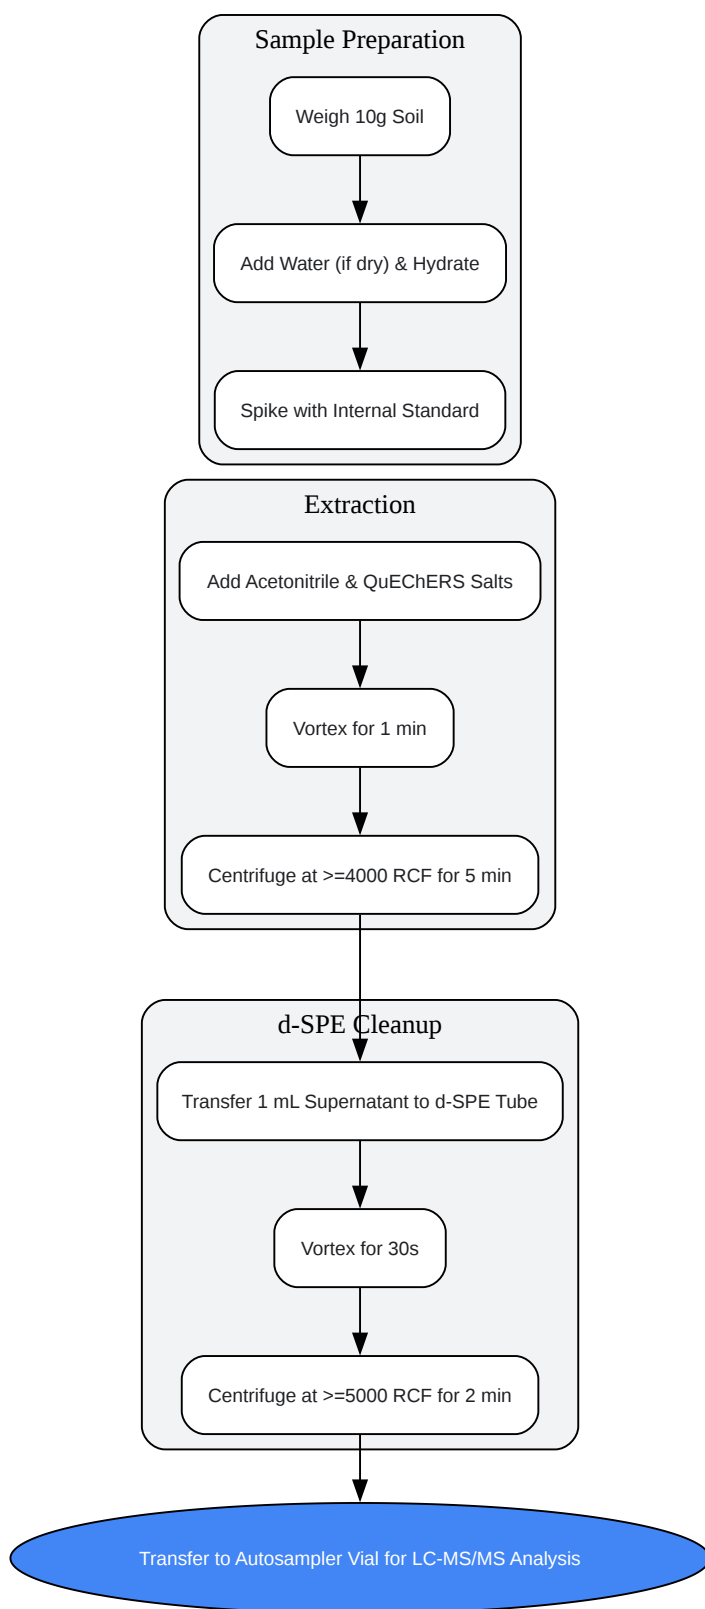 Sample Preparation
Weigh 10g Soil
Add Water (if dry) & Hydrate
Spike with Internal Standard
Extraction
Add Acetonitrile & QuEChERS Salts
Vortex for 1 min
Centrifuge at >=4000 RCF for 5 min
d-SPE Cleanup
Transfer 1 mL Supernatant to d-SPE Tube
Vortex for 30s
Centrifuge at >=5000 RCF for 2 min
Transfer to Autosampler Vial for LC-MS/MS Analysis